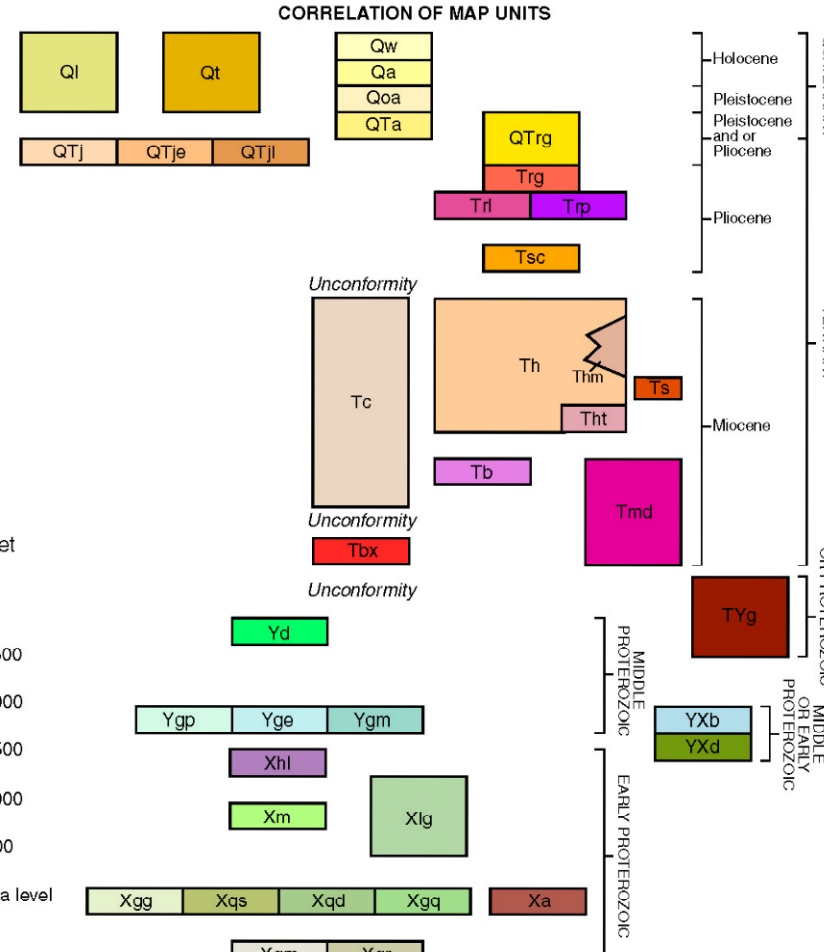 CORRELATION OF MAP UNITS
Ql
Qt
Qw
Qa
Qoa
QTa
Holocene
Pleistocene
Pleistocene
and or
Pliocene
QTj
QTje
QTjl
QTrg
Trg
Trl
Trp
Pliocene
Tsc
Unconformity
Tc
Th
Thm
Ts
Tht
Miocene
Tb
Tmd
Unconformity
Tbx
Unconformity
TYg
Yd
MIDDLE
PROTEROZOIC
Ygp
Yge
Ygm
YXb
YXd
MIDDLE
OR EARLY
PROTEROZOIC
Xhl
Xm
Xlg
EARLY PROTEROZOIC
a level
Xgg
Xqs
Xqd
Xgq
Xa